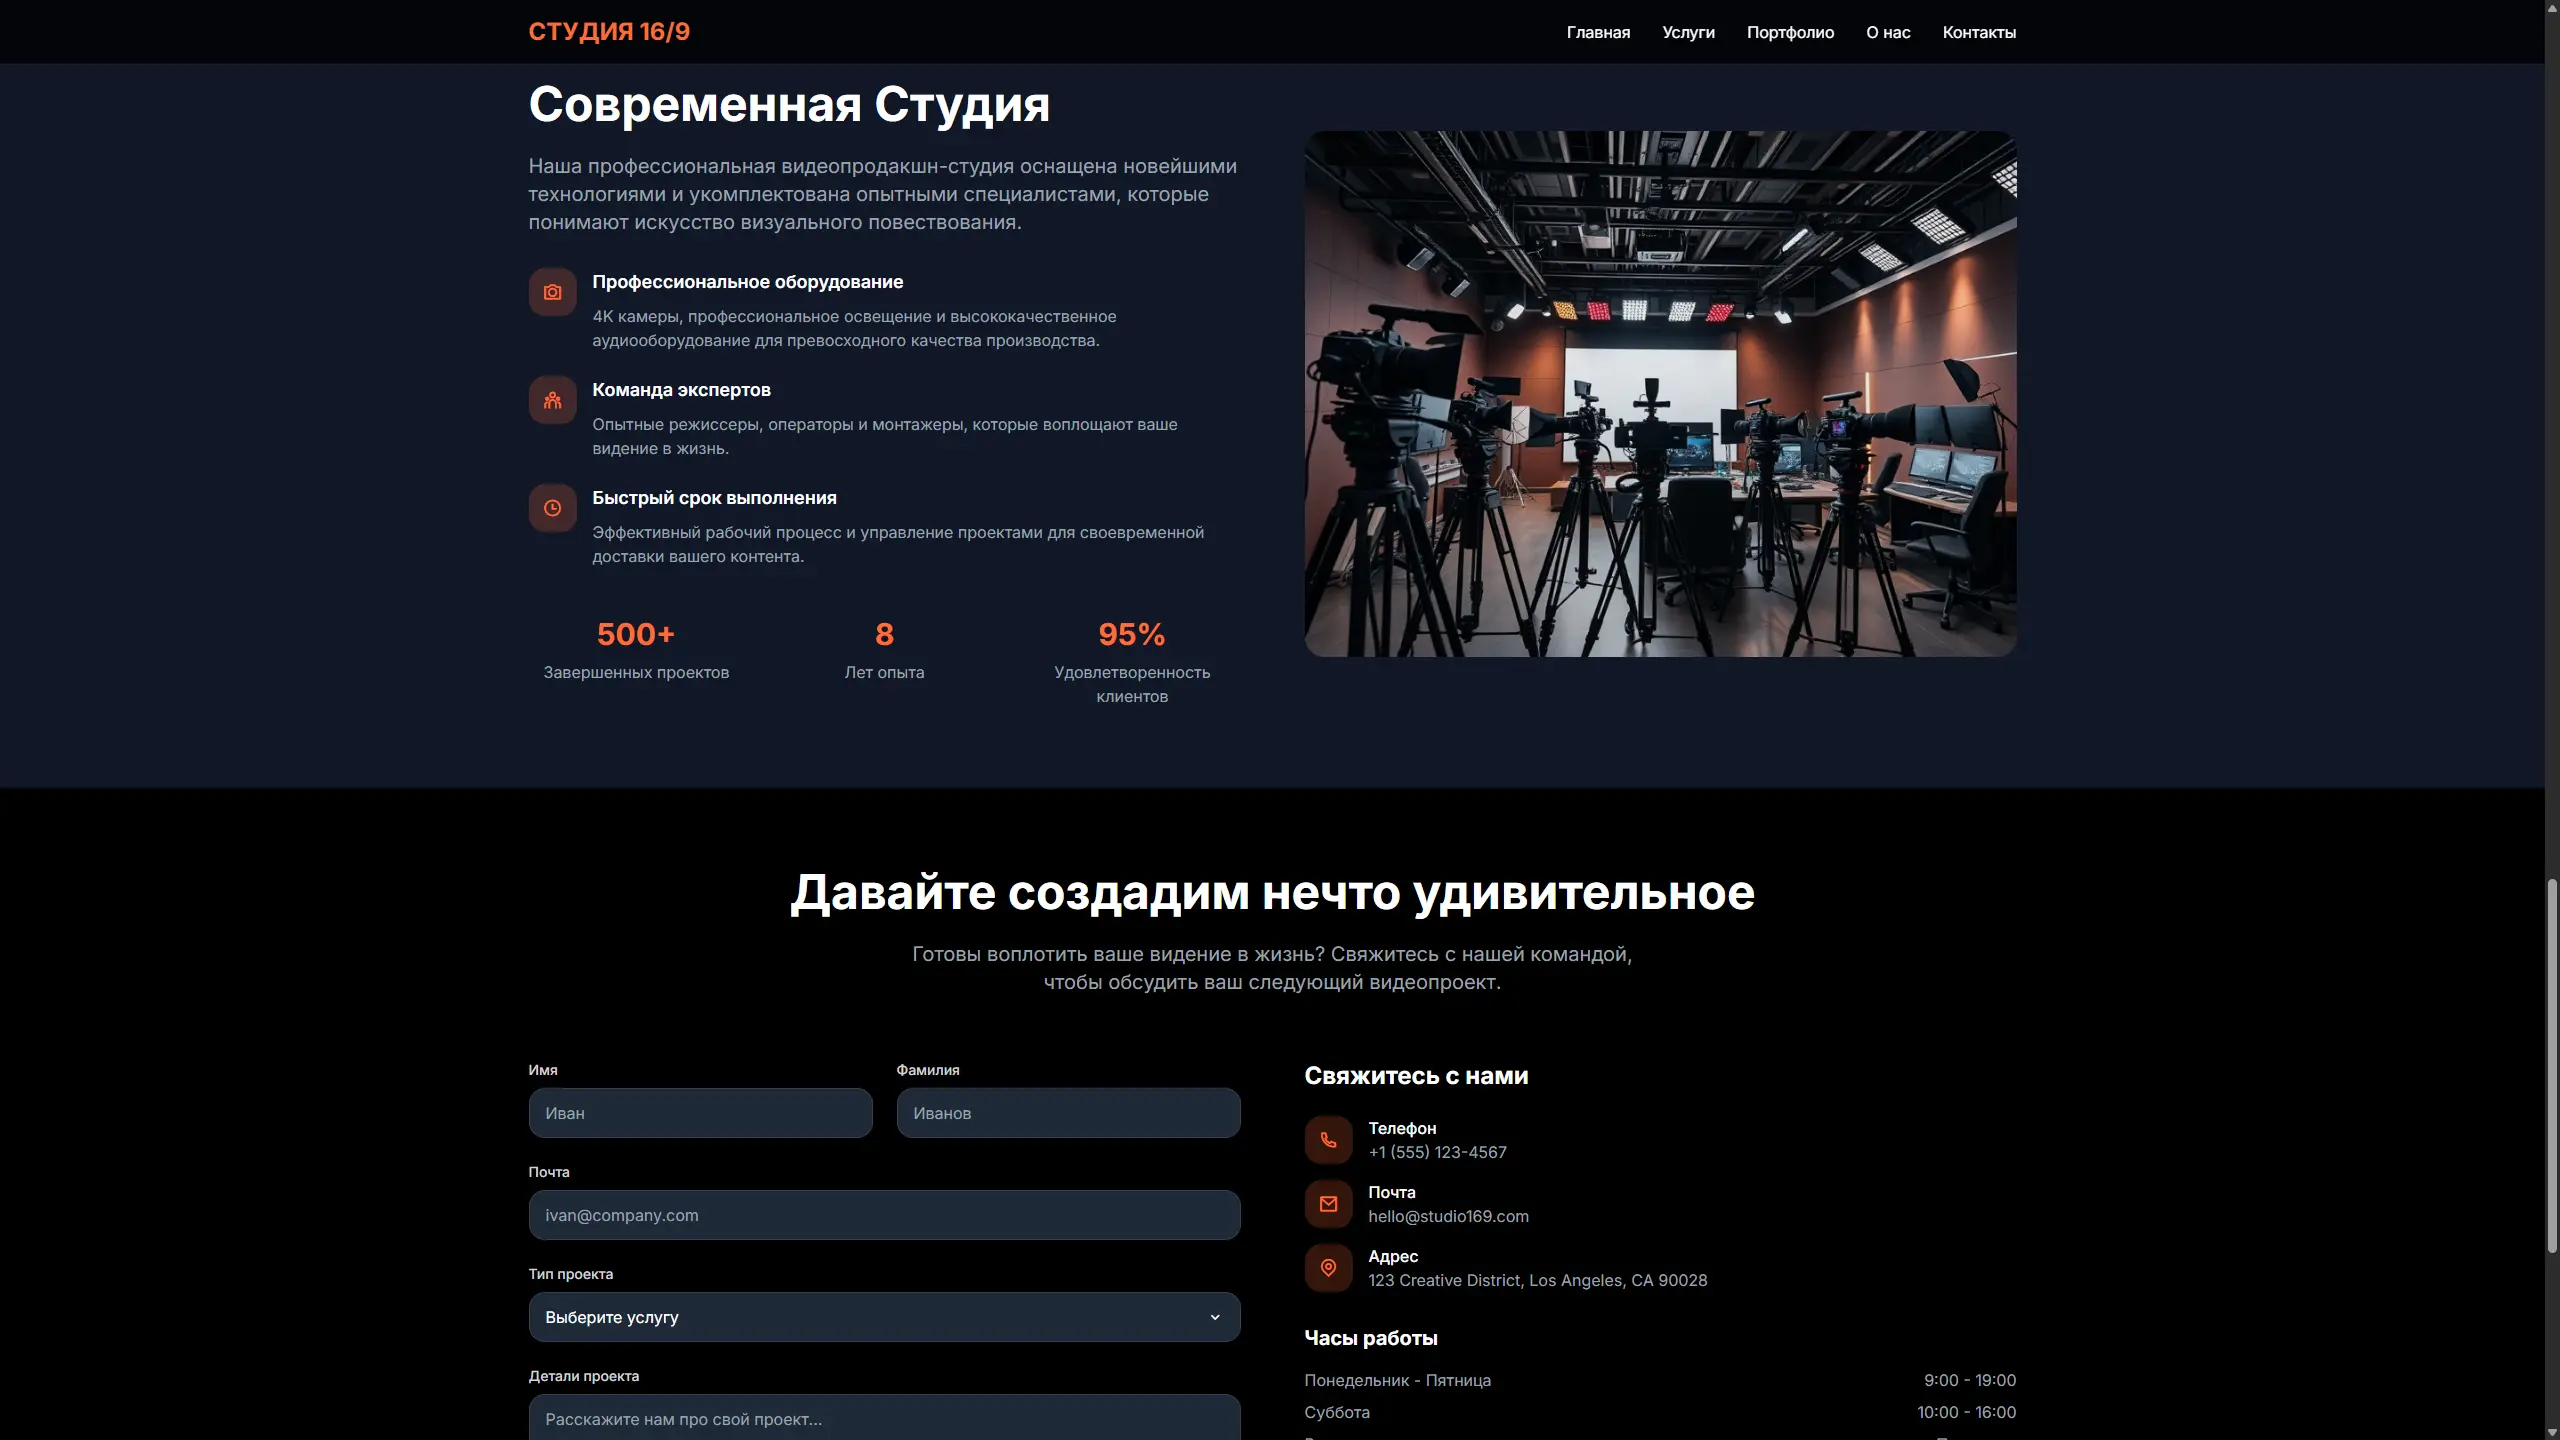 СТУДИЯ 16/9
Главная
Услуги
Портфолио
О нас
Контакты
Современная Студия
Наша профессиональная видеопродакшн-студия оснащена новейшими
технологиями и укомплектована опытными специалистами, которые
понимают искусство визуального повествования.
Профессиональное оборудование
4K камеры, профессиональное освещение и высококачественное
аудиооборудование для превосходного качества производства.
Команда экспертов
Опытные режиссеры, операторы и монтажеры, которые воплощают ваше
видение в жизнь.
Быстрый срок выполнения
Эффективный рабочий процесс и управление проектами для своевременной
доставки вашего контента.
500+
Завершенных проектов
8
Лет опыта
95%
Удовлетворенность
клиентов
Давайте создадим нечто удивительное
Готовы воплотить ваше видение в жизнь? Свяжитесь с нашей командой,
чтобы обсудить ваш следующий видеопроект.
Имя
Иван
Фамилия
Иванов
Почта
ivan@company.com
Тип проекта
Выберите услугу
Детали проекта
Расскажите нам про свой проект...
Свяжитесь с нами
Телефон
+1 (555) 123-4567
Почта
hello@studio169.com
Адрес
123 Creative District, Los Angeles, CA 90028
Часы работы
Понедельник - Пятница
9:00 - 19:00
Суббота
10:00 - 16:00